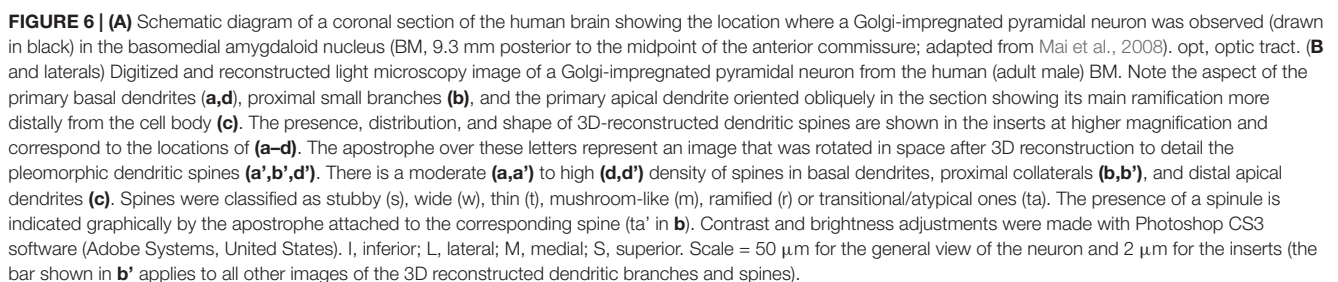 FIGURE 6 | (A) Schematic diagram of a coronal section of the human brain showing the location where a Golgi-impregnated pyramidal neuron was observed (drawn
in black) in the basomedial amygdaloid nucleus (BM, 9.3 mm posterior to the midpoint of the anterior commissure; adapted from Mai et al., 2008). opt, optic tract. (B
and laterals) Digitized and reconstructed light microscopy image of a Golgi-impregnated pyramidal neuron from the human (adult male) BM. Note the aspect of the
primary basal dendrites (a,d), proximal small branches (b), and the primary apical dendrite oriented obliquely in the section showing its main ramification more
distally from the cell body (c). The presence, distribution, and shape of 3D-reconstructed dendritic spines are shown in the inserts at higher magnification and
correspond to the locations of (a–d). The apostrophe over these letters represent an image that was rotated in space after 3D reconstruction to detail the
pleomorphic dendritic spines (a’,b’,d’). There is a moderate (a,a’) to high (d,d’) density of spines in basal dendrites, proximal collaterals (b,b’), and distal apical
dendrites (c). Spines were classified as stubby (s), wide (w), thin (t), mushroom-like (m), ramified (r) or transitional/atypical ones (ta). The presence of a spinule is
indicated graphically by the apostrophe attached to the corresponding spine (ta’ in b). Contrast and brightness adjustments were made with Photoshop CS3
software (Adobe Systems, United States). I, inferior; L, lateral; M, medial; S, superior. Scale = 50 μm for the general view of the neuron and 2 μm for the inserts (the
bar shown in b’ applies to all other images of the 3D reconstructed dendritic branches and spines).